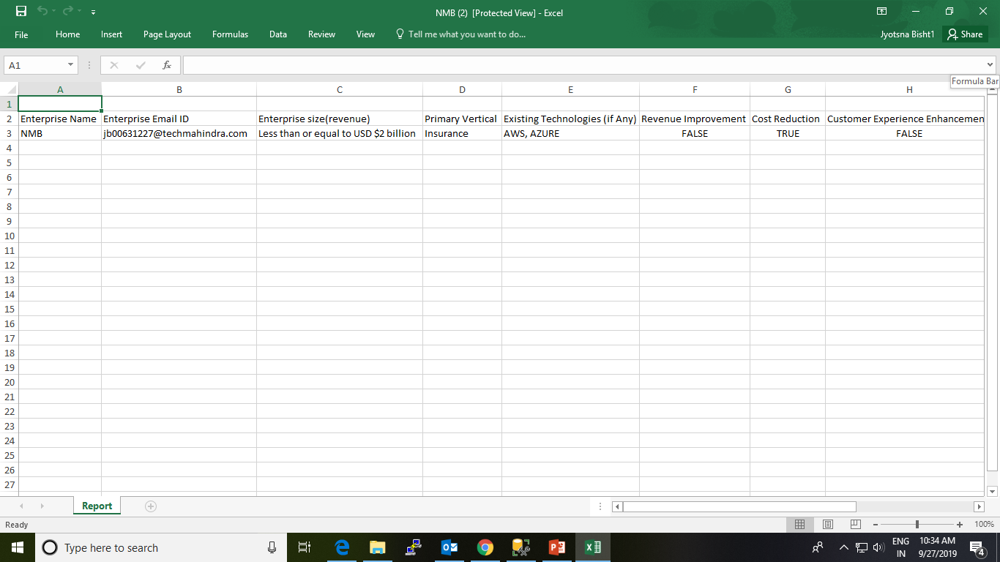 NMB (2) [Protected View] - Excel
File Home Insert Page Layout Formulas Data Review View Tell me what you want to do... Jyotsna Bisht1 Share
A1 fx
Formula Bar
A B C D E F G H
1
2 Enterprise Name Enterprise Email ID Enterprise size(revenue) Primary Vertical Existing Technologies (if Any) Revenue Improvement Cost Reduction Customer Experience Enhancemen
3 NMB jb00631227@techmahindra.com Less than or equal to USD $2 billion Insurance AWS, AZURE FALSE TRUE FALSE
4
5
6
7
8
9
10
11
12
13
14
15
16
17
18
19
20
21
22
23
24
25
26
27
Report
Ready 100%
Type here to search ENG 10:34 AM
IN 9/27/2019 4